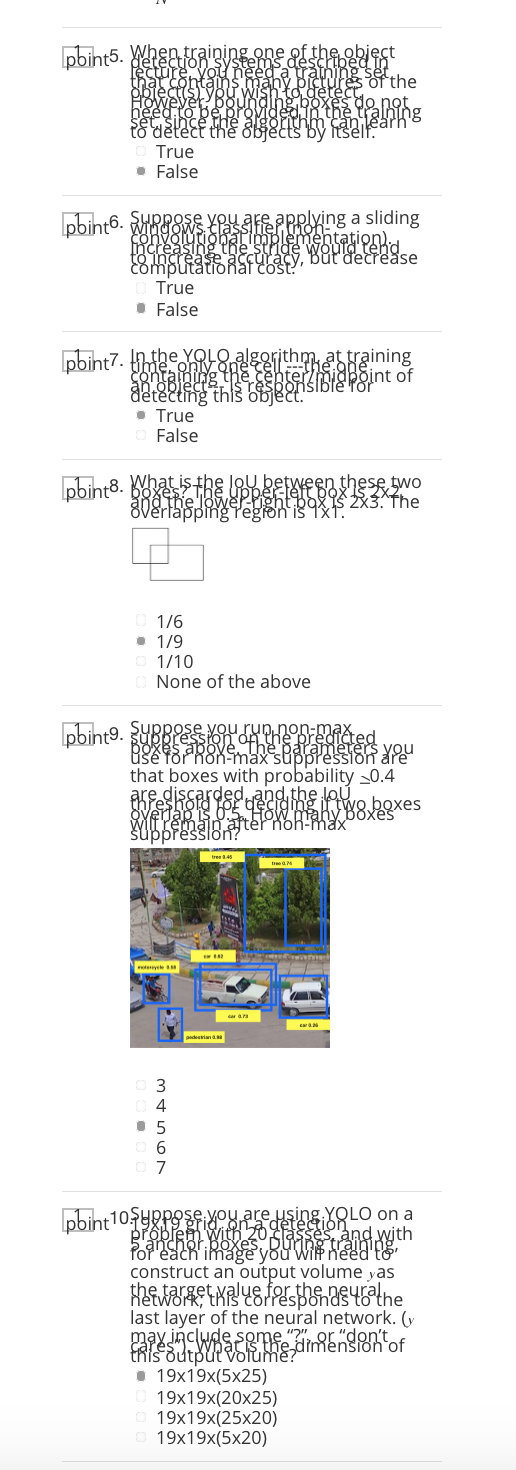 1
point
5.
When training one of the object
detection systems described in
lecture, you need a training set
that contains many pictures of the
object(s) you wish to detect.
However, bounding boxes do not
need to be provided in the training
set, since the algorithm can learn
to detect the objects by itself.
True
False
1
point
6.
Suppose you are applying a sliding
windows classifier (non-
convolutional implementation).
Increasing the stride would tend
to increase accuracy, but decrease
computational cost.
True
False
1
point
7.
In the YOLO algorithm, at training
time, only one cell ---the one
containing the center/midpoint of
an object--- is responsible for
detecting this object.
True
False
1
point
8.
What is the IoU between these two
boxes? The upper-left box is 2x2,
and the lower-right box is 2x3. The
overlapping region is 1x1.
1/6
1/9
1/10
None of the above
1
point
9.
Suppose you run non-max
suppression on the predicted
boxes above. The parameters you
use for non-max suppression are
that boxes with probability ≤0.4
are discarded, and the IoU
threshold for deciding if two boxes
overlap is 0.5. How many boxes
will remain after non-max
suppression?
tree 0.46
tree 0.74
car 0.62
motorcycle 0.58
car 0.73
car 0.26
pedestrian 0.98
3
4
5
6
7
1
point
10.
Suppose you are using YOLO on a
19x19 grid, on a detection
problem with 20 classes, and with
5 anchor boxes. During training,
for each image you will need to
construct an output volume y as
the target value for the neural
network; this corresponds to the
last layer of the neural network. (y
may include some “?”, or “don’t
cares”). What is the dimension of
this output volume?
19x19x(5x25)
19x19x(20x25)
19x19x(25x20)
19x19x(5x20)